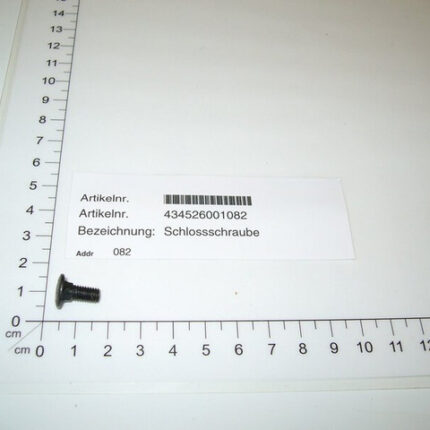 15
14
13
12
11
10
9
8
7
6
5
4
3
2
1
0
cm
cm 0 1 2 3 4 5 6 7 8 9 10 11 12
Artikelnr.
Artikelnr. 434526001082
Bezeichnung: Schlossschraube
Addr 082